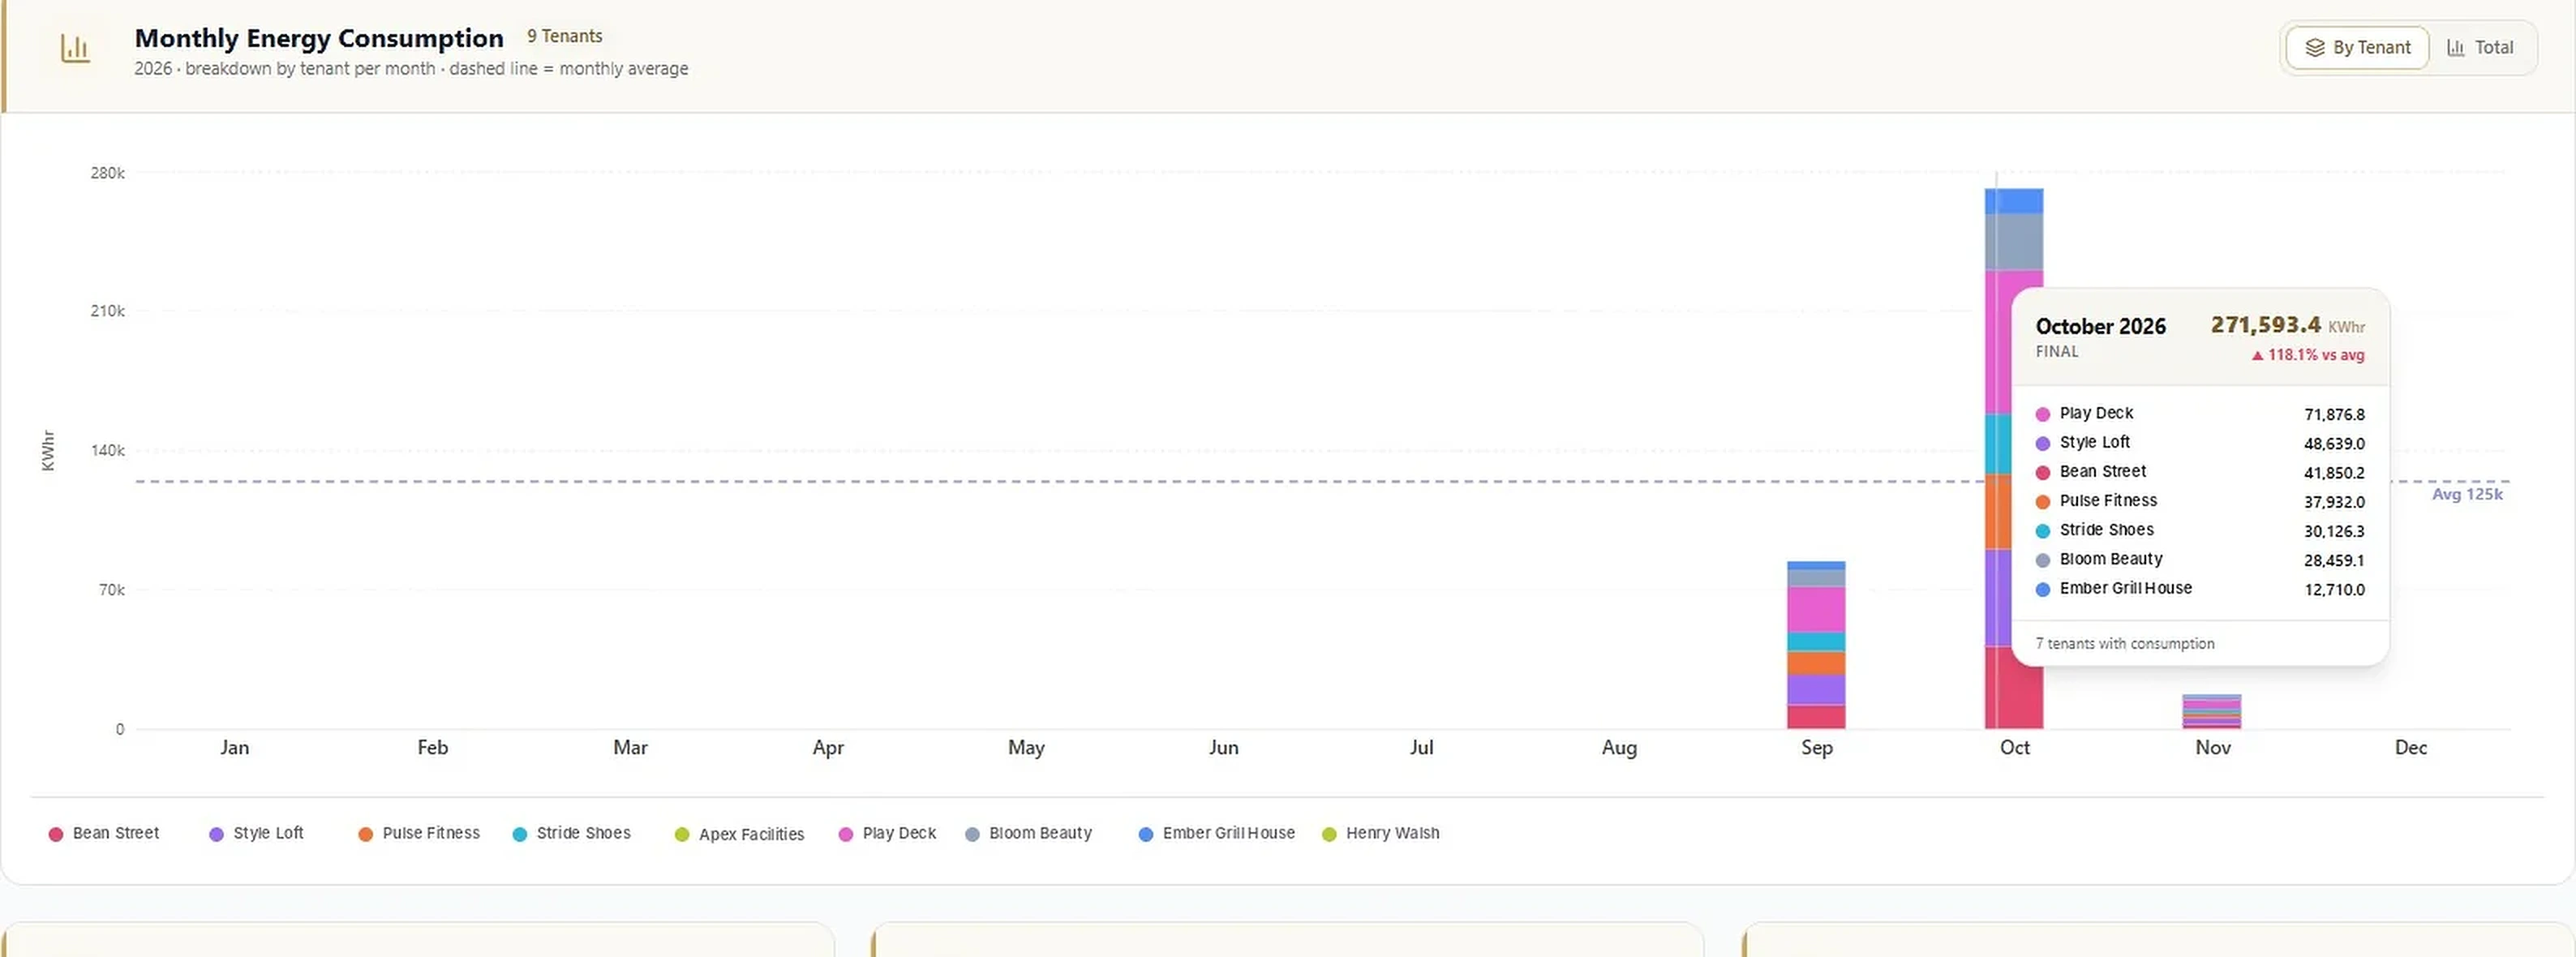 Monthly Energy Consumption 9 Tenants
2026 · breakdown by tenant per month · dashed line = monthly average
By Tenant Total
280k
210k
140k
70k
0
KWhr
Avg 125k
October 2026 271,593.4 KWhr
FINAL ▲ 118.1% vs avg
Play Deck 71,876.8
Style Loft 48,639.0
Bean Street 41,850.2
Pulse Fitness 37,932.0
Stride Shoes 30,126.3
Bloom Beauty 28,459.1
Ember Grill House 12,710.0
7 tenants with consumption
Jan Feb Mar Apr May Jun Jul Aug Sep Oct Nov Dec
Bean Street Style Loft Pulse Fitness Stride Shoes Apex Facilities Play Deck Bloom Beauty Ember Grill House Henry Walsh